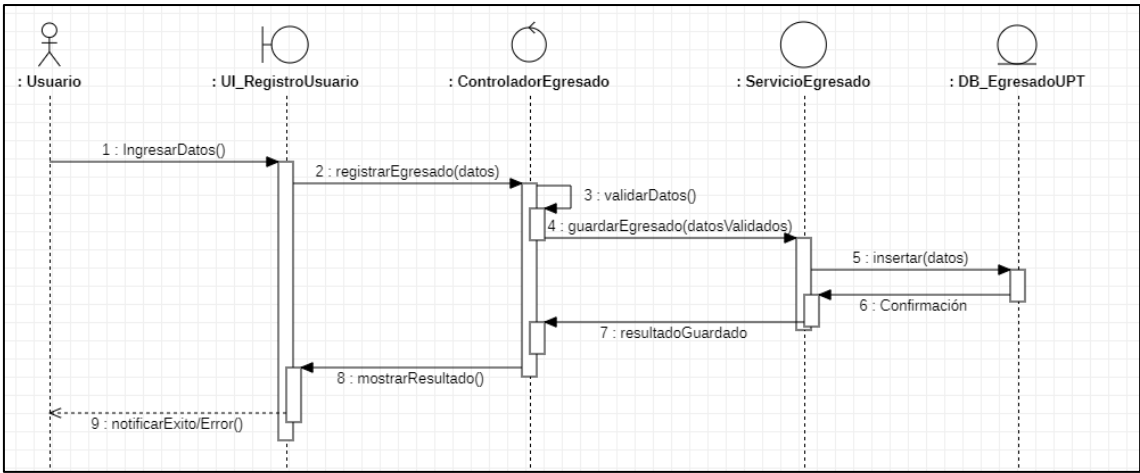 : Usuario
: UI_RegistroUsuario
: ControladorEgresado
: ServicioEgresado
: DB_EgresadoUPT
1 : IngresarDatos()
2 : registrarEgresado(datos)
3 : validarDatos()
4 : guardarEgresado(datosValidados)
5 : insertar(datos)
6 : Confirmación
7 : resultadoGuardado
8 : mostrarResultado()
9 : notificarExito/Error()